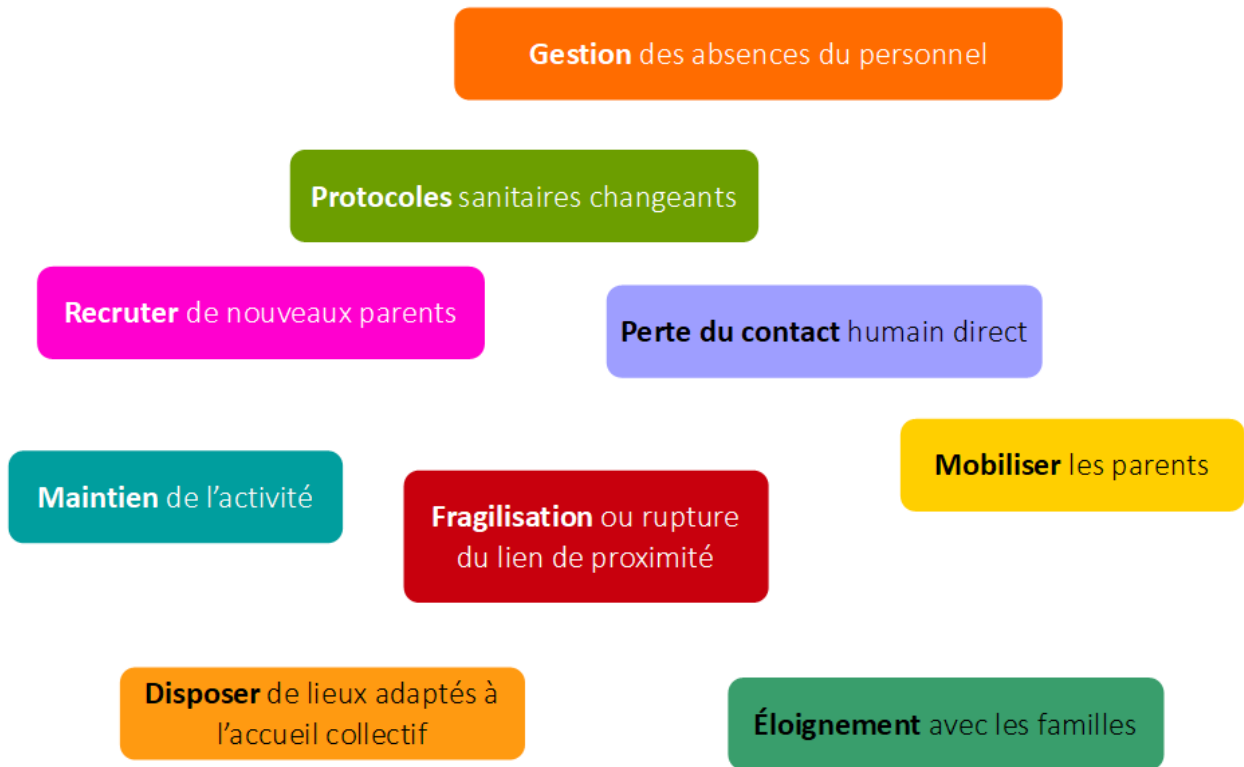 Gestion des absences du personnel
Protocoles sanitaires changeants
Recruter de nouveaux parents
Perte du contact humain direct
Mobiliser les parents
Maintien de l’activité
Fragilisation ou rupture
du lien de proximité
Disposer de lieux adaptés à
l’accueil collectif
Éloignement avec les familles